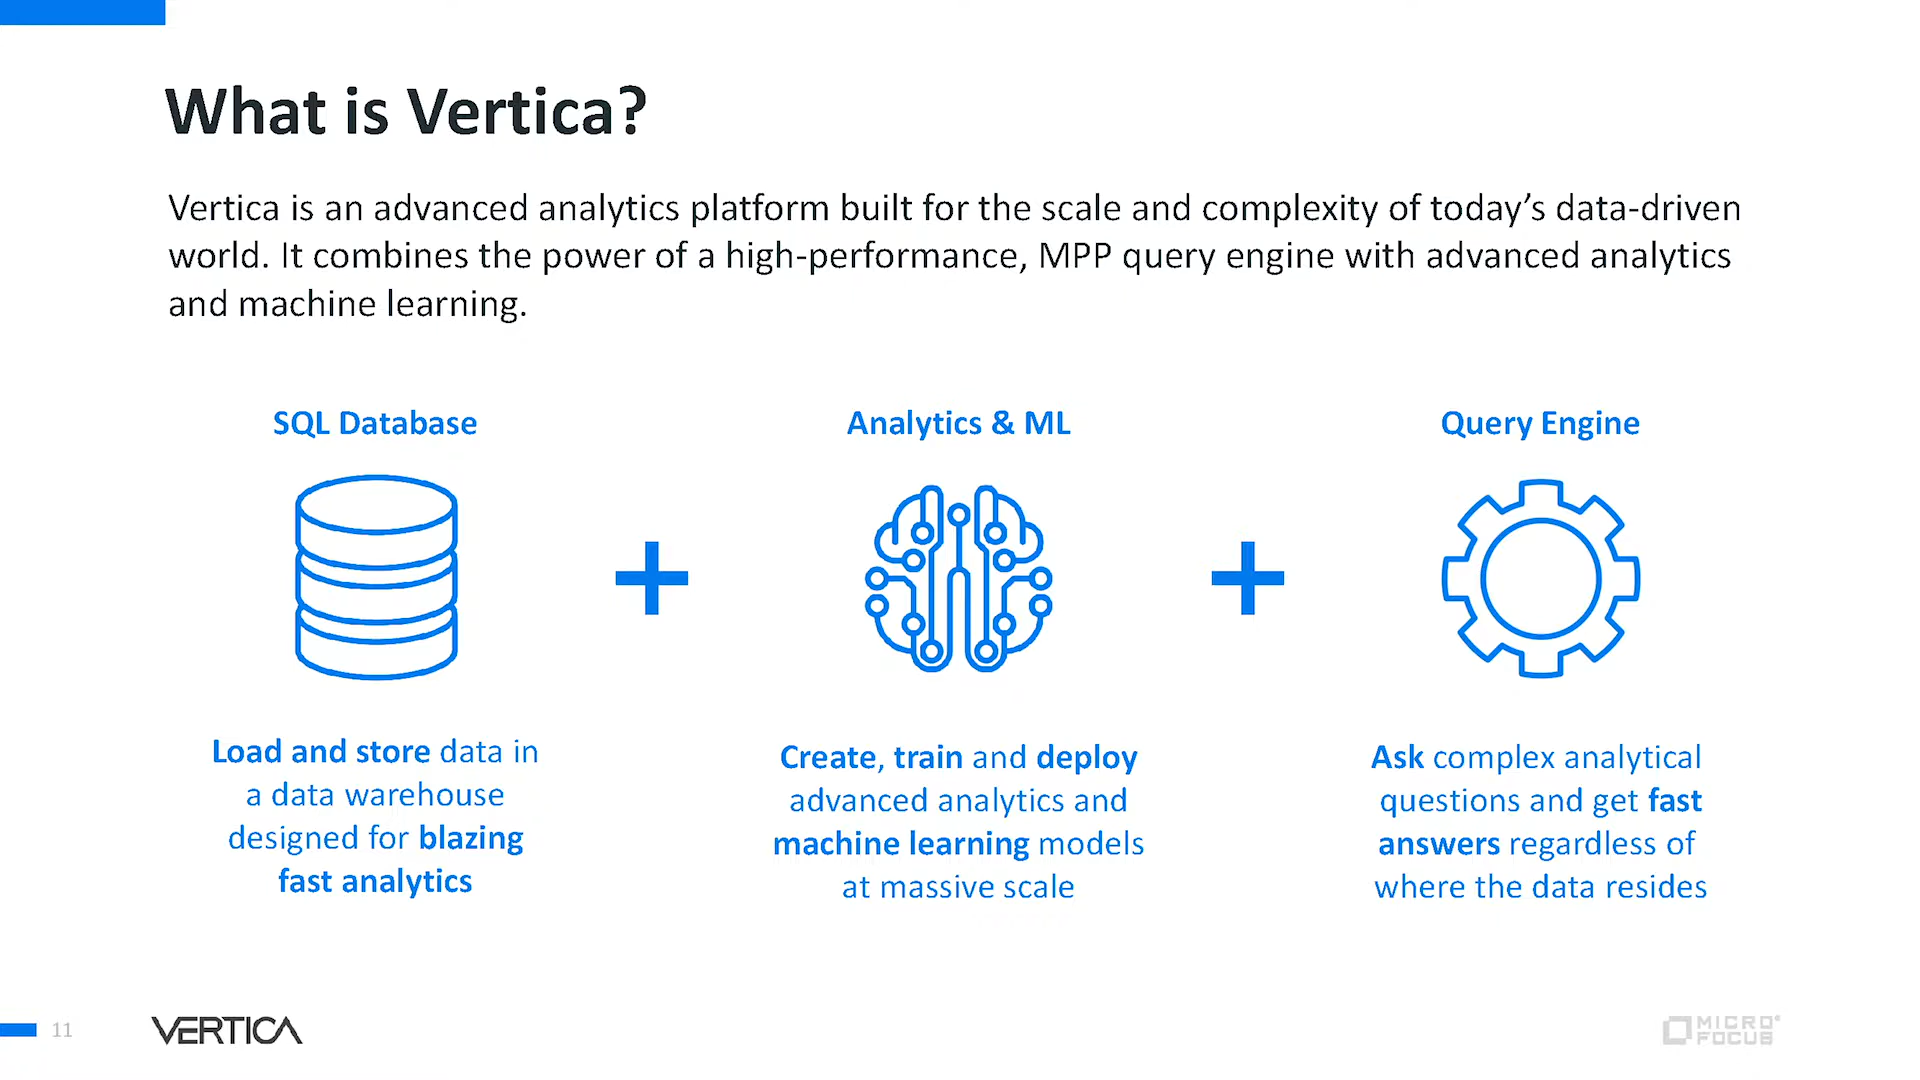 What is Vertica?
Vertica is an advanced analytics platform built for the scale and complexity of today’s data-driven
world. It combines the power of a high-performance, MPP query engine with advanced analytics
and machine learning.
SQL Database
Load and store data in
a data warehouse
designed for blazing
fast analytics
Analytics & ML
Create, train and deploy
advanced analytics and
machine learning models
at massive scale
Query Engine
Ask complex analytical
questions and get fast
answers regardless of
where the data resides
11
VERTICA
MICRO
FOCUS